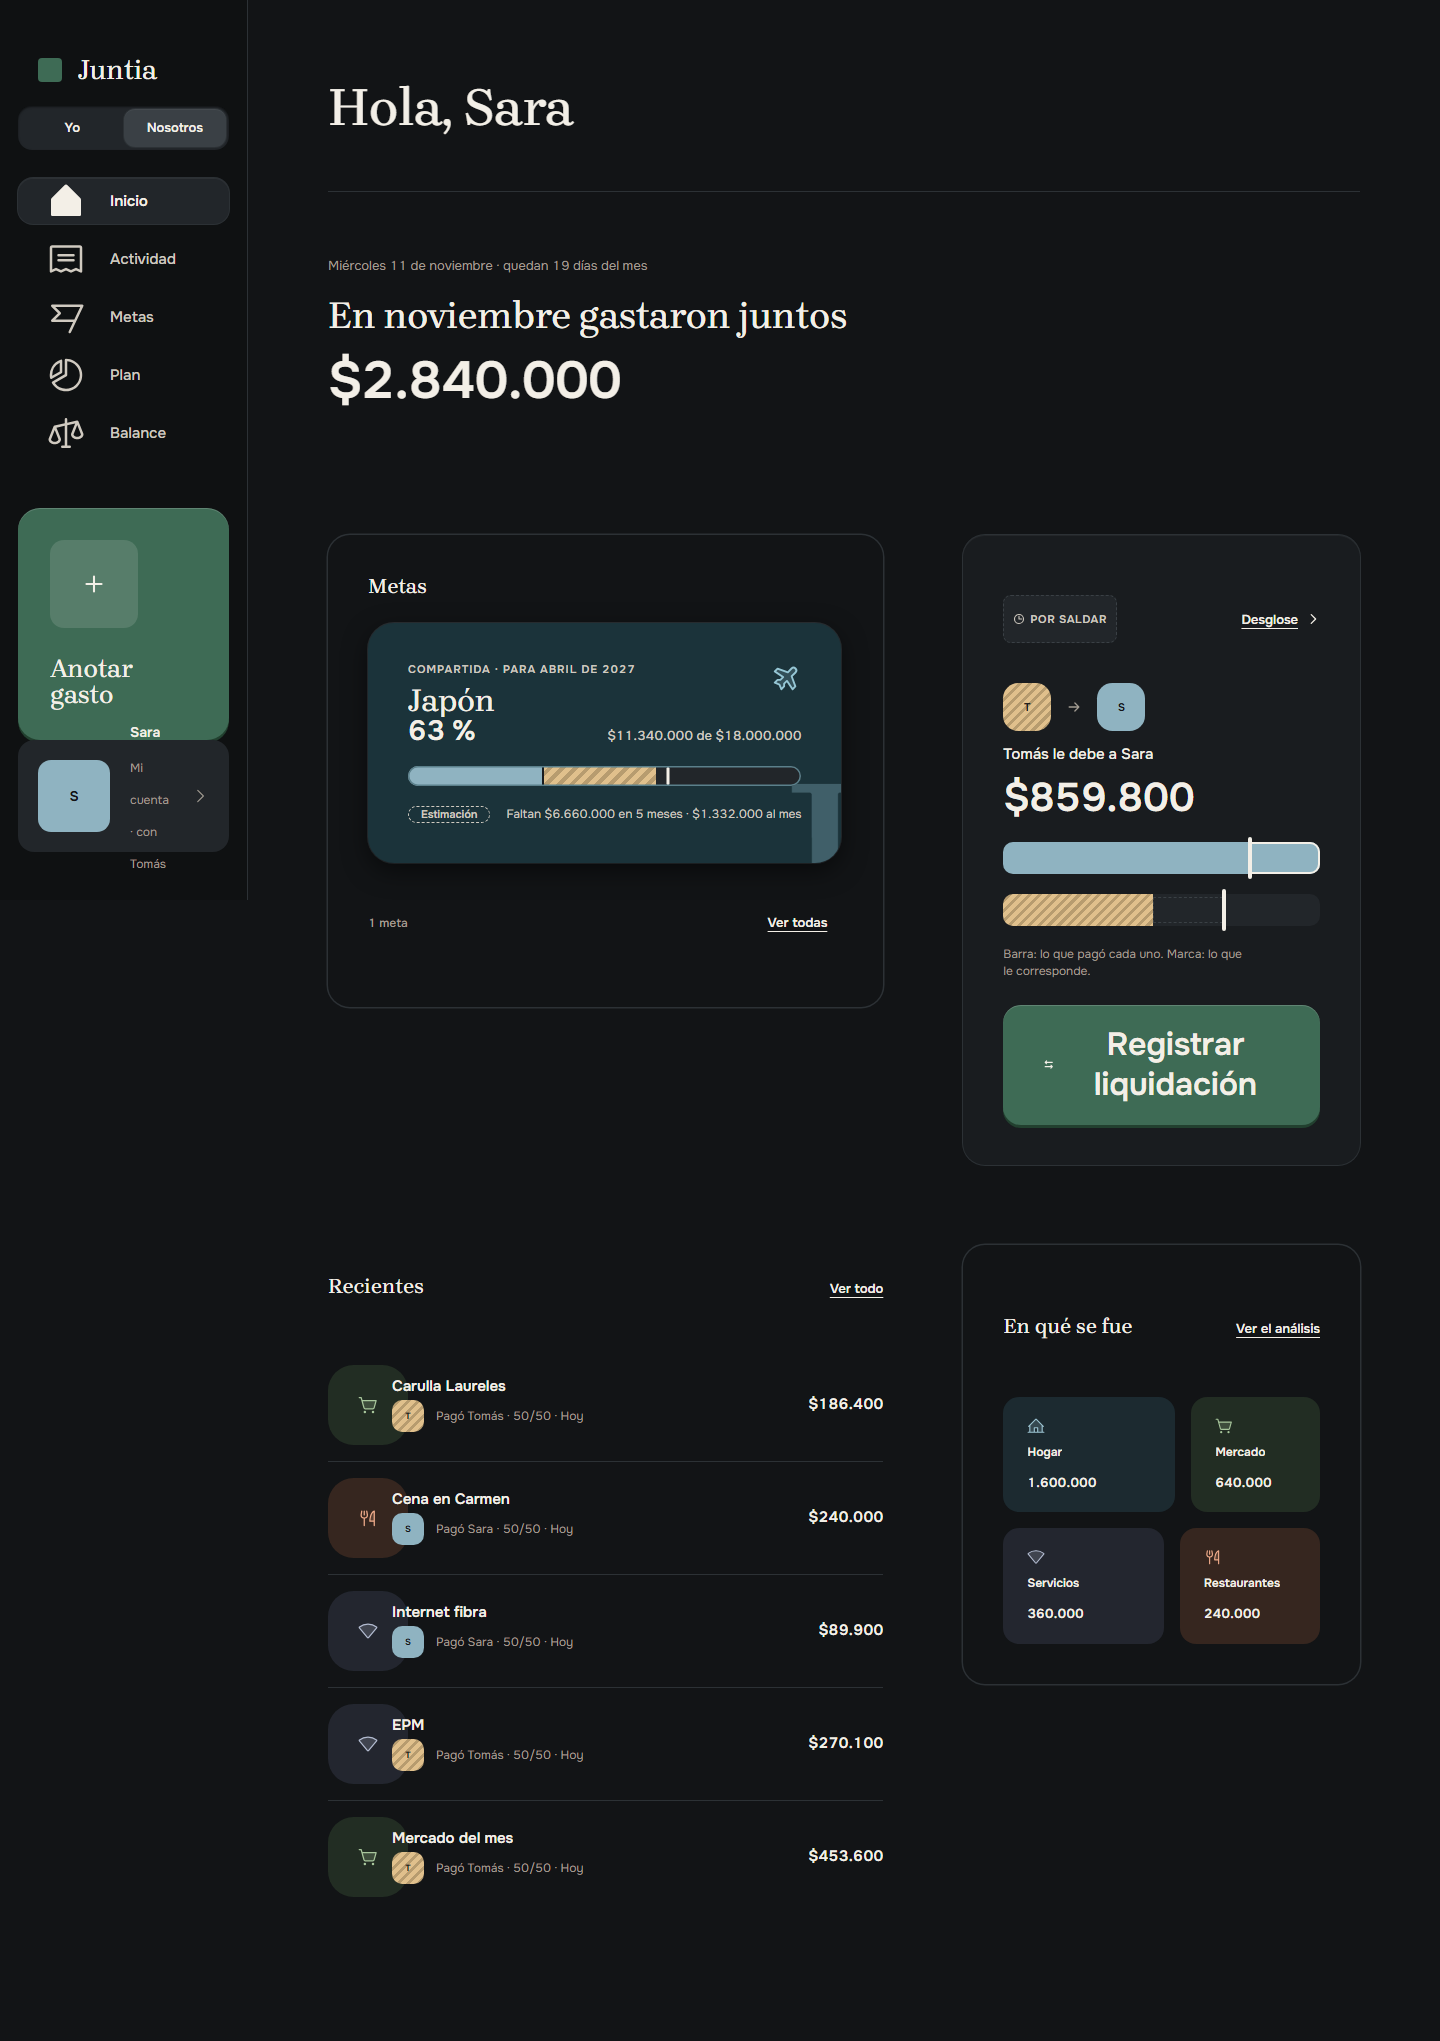 Juntia
Yo
Nosotros
Inicio
Actividad
Metas
Plan
Balance
+
Anotar
gasto
S
Sara
Mi
cuenta
· con
Tomás
Hola, Sara
Miércoles 11 de noviembre · quedan 19 días del mes
En noviembre gastaron juntos
$2.840.000
Metas
COMPARTIDA · PARA ABRIL DE 2027
Japón
63 %
$11.340.000 de $18.000.000
Estimación
Faltan $6.660.000 en 5 meses · $1.332.000 al mes
1 meta
Ver todas
POR SALDAR
Desglose
T
S
Tomás le debe a Sara
$859.800
Barra: lo que pagó cada uno. Marca: lo que
le corresponde.
Registrar
liquidación
Recientes
Ver todo
Carulla Laureles
T
Pagó Tomás · 50/50 · Hoy
$186.400
Cena en Carmen
S
Pagó Sara · 50/50 · Hoy
$240.000
Internet fibra
S
Pagó Sara · 50/50 · Hoy
$89.900
EPM
T
Pagó Tomás · 50/50 · Hoy
$270.100
Mercado del mes
T
Pagó Tomás · 50/50 · Hoy
$453.600
En qué se fue
Ver el análisis
Hogar
1.600.000
Mercado
640.000
Servicios
360.000
Restaurantes
240.000